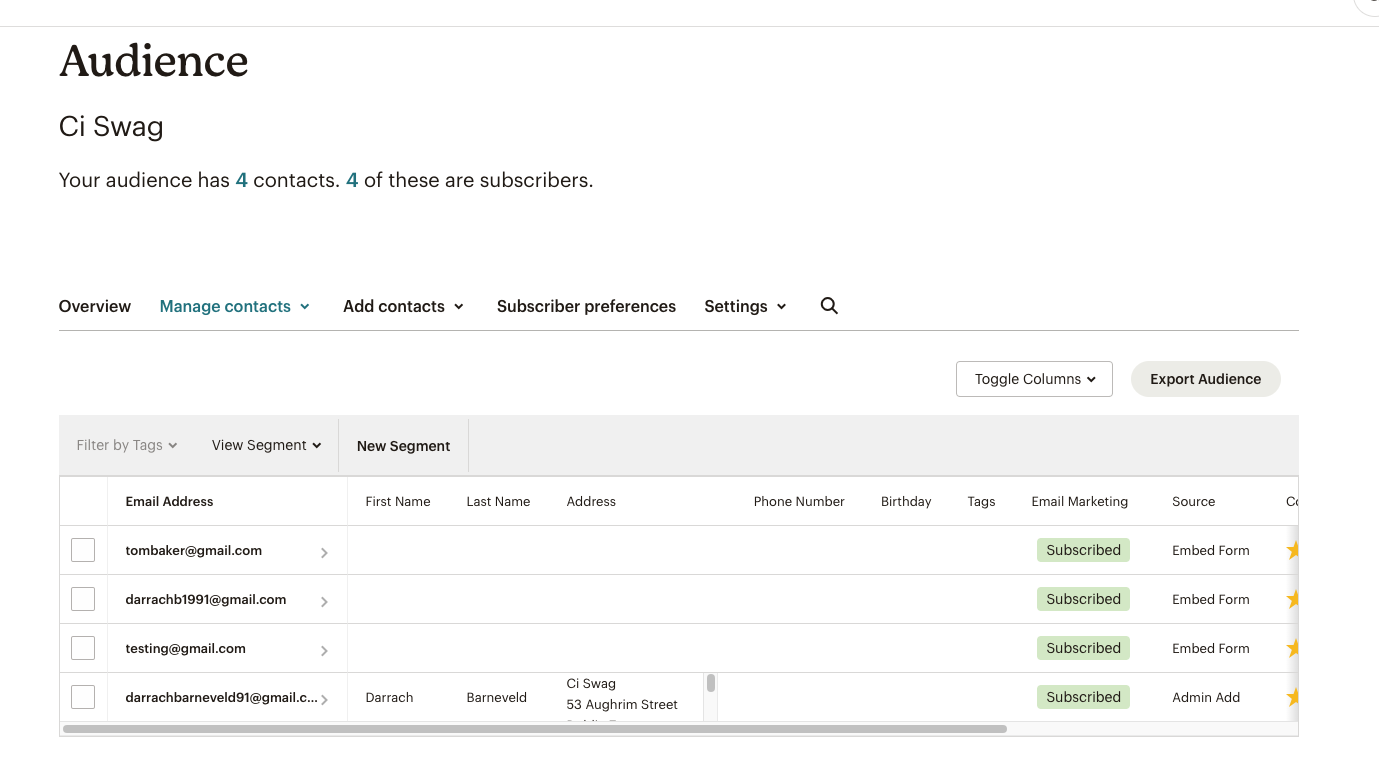 Audience
Ci Swag
Your audience has 4 contacts. 4 of these are subscribers.
Overview Manage contacts Add contacts Subscriber preferences Settings
Toggle Columns Export Audience
Filter by Tags View Segment New Segment
Email Address First Name Last Name Address Phone Number Birthday Tags Email Marketing Source
tombaker@gmail.com Subscribed Embed Form
darrachb1991@gmail.com Subscribed Embed Form
testing@gmail.com Subscribed Embed Form
darrachbarneveld91@gmail.c... Darrach Barneveld Ci Swag
53 Aughrim Street Subscribed Admin Add